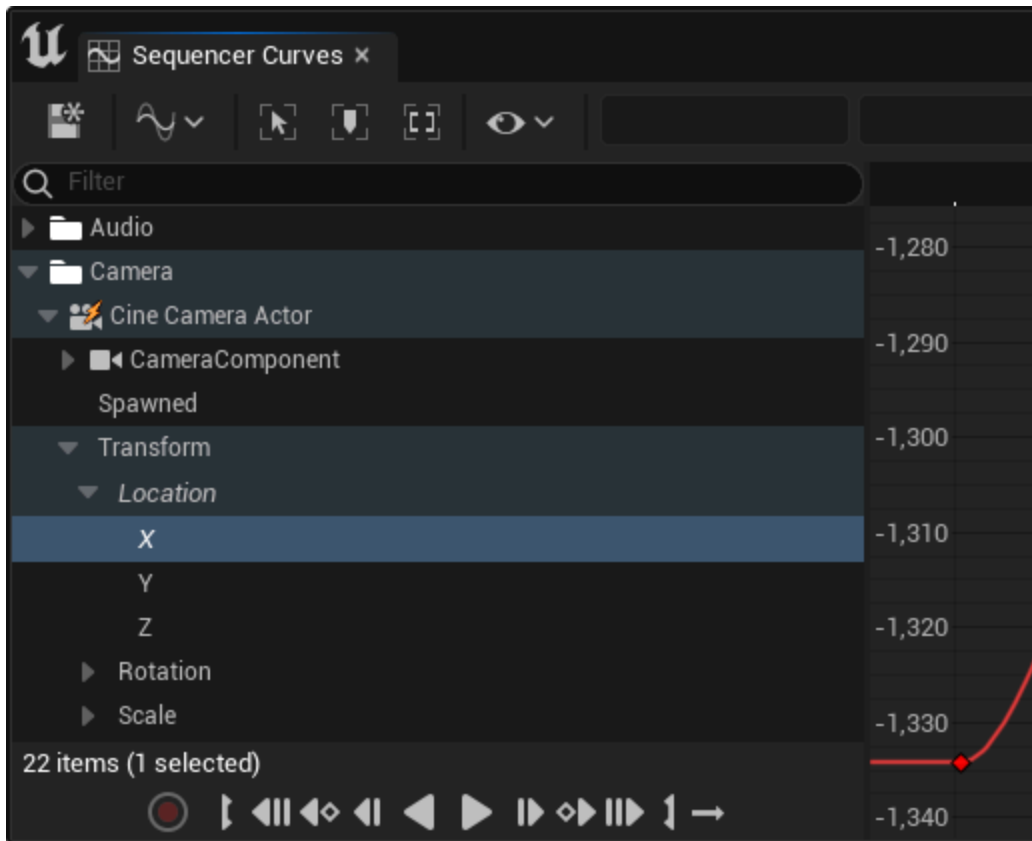 Sequencer Curves
Filter
Audio
Camera
Cine Camera Actor
CameraComponent
Spawned
Transform
Location
X
Y
Z
Rotation
Scale
22 items (1 selected)
-1,280
-1,290
-1,300
-1,310
-1,320
-1,330
-1,340